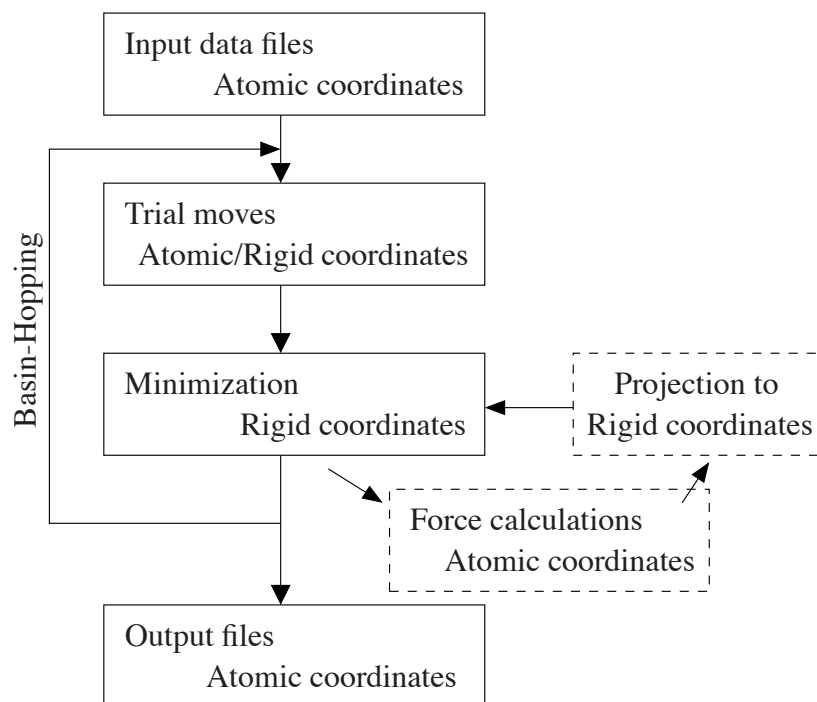 Input data files
Atomic coordinates
Trial moves
Atomic/Rigid coordinates
Basin-Hopping
Minimization
Rigid coordinates
Projection to
Rigid coordinates
Force calculations
Atomic coordinates
Output files
Atomic coordinates